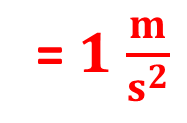 = 1 m/s²